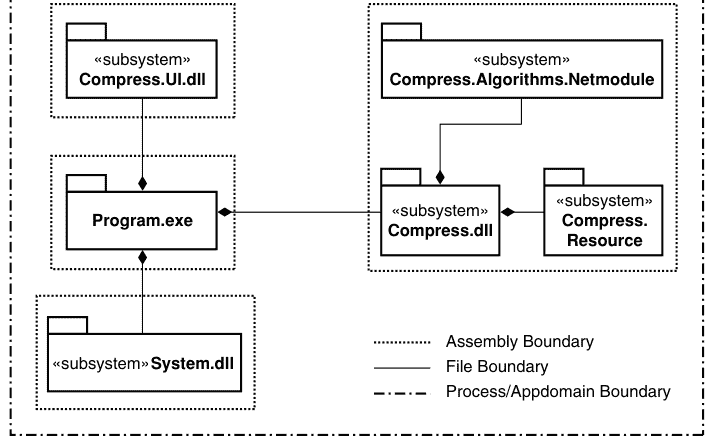 «subsystem»
Compress.UI.dll
«subsystem»
Compress.Algorithms.Netmodule
Program.exe
«subsystem»
Compress.dll
«subsystem»
Compress.
Resource
«subsystem» System.dll
Assembly Boundary
File Boundary
Process/Appdomain Boundary